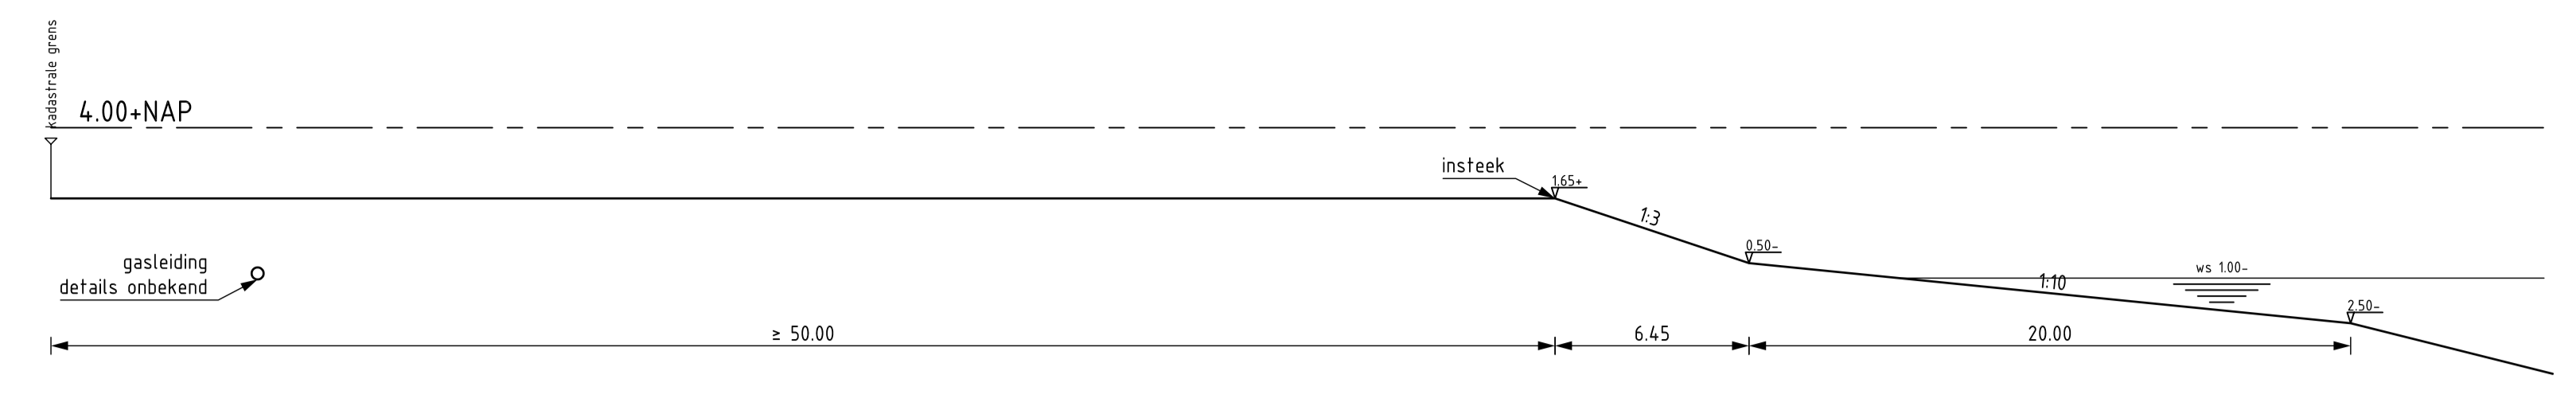 kadastrale grens
4.00+NAP
insteek
1.65+
1:3
0.50-
gasleiding
details onbekend
ws 1.00-
1:10
2.50-
≥ 50.00
6.45
20.00